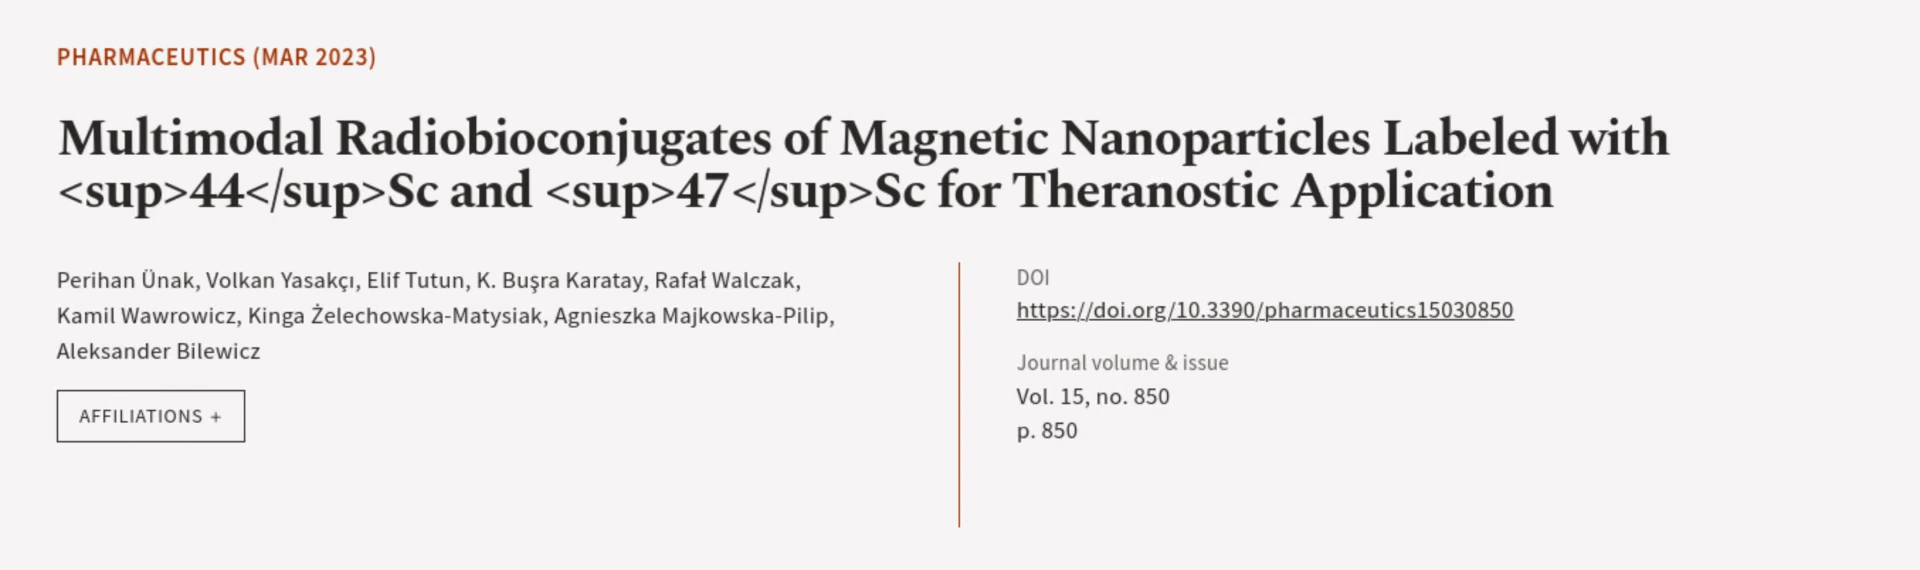 PHARMACEUTICS (MAR 2023)
Multimodal Radiobioconjugates of Magnetic Nanoparticles Labeled with
<sup>44</sup>Sc and <sup>47</sup>Sc for Theranostic Application
Perihan Ünak, Volkan Yasakçı, Elif Tutun, K. Buşra Karatay, Rafał Walczak,
Kamil Wawrowicz, Kinga Żelechowska-Matysiak, Agnieszka Majkowska-Pilip,
Aleksander Bilewicz
AFFILIATIONS +
DOI
https://doi.org/10.3390/pharmaceutics15030850
Journal volume & issue
Vol. 15, no. 850
p. 850